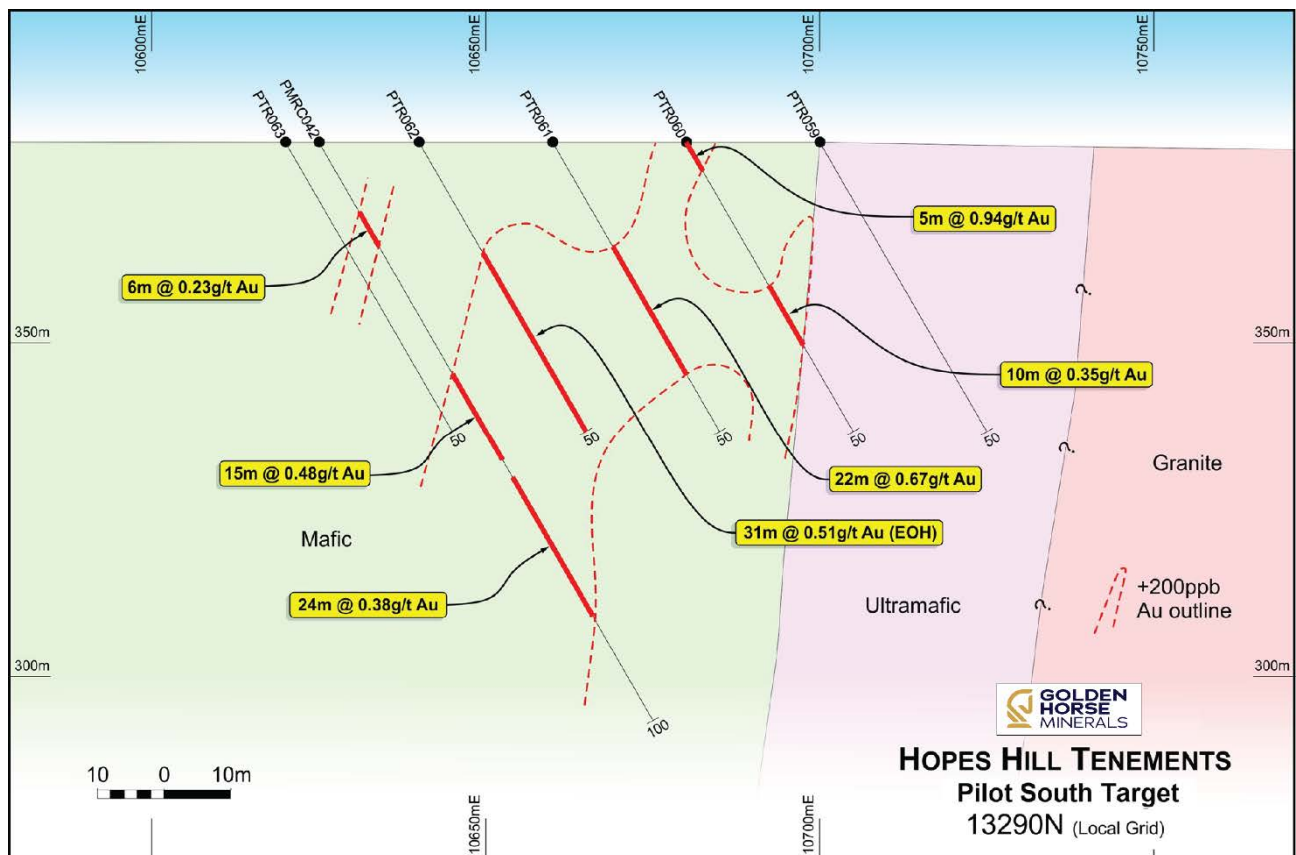 10600mE
10650mE
10700mE
10750mE
PTR063
PMRC042
PTR062
PTR061
PTR060
PTR059
5m @ 0.94g/t Au
6m @ 0.23g/t Au
350m
350m
10m @ 0.35g/t Au
50
50
50
50
50
?
?
?
15m @ 0.48g/t Au
22m @ 0.67g/t Au
Granite
31m @ 0.51g/t Au (EOH)
Mafic
24m @ 0.38g/t Au
Ultramafic
+200ppb
Au outline
300m
300m
100
GOLDEN
HORSE
MINERALS
HOPES HILL TENEMENTS
Pilot South Target
13290N (Local Grid)
10 0 10m
10600mE
10650mE
10700mE